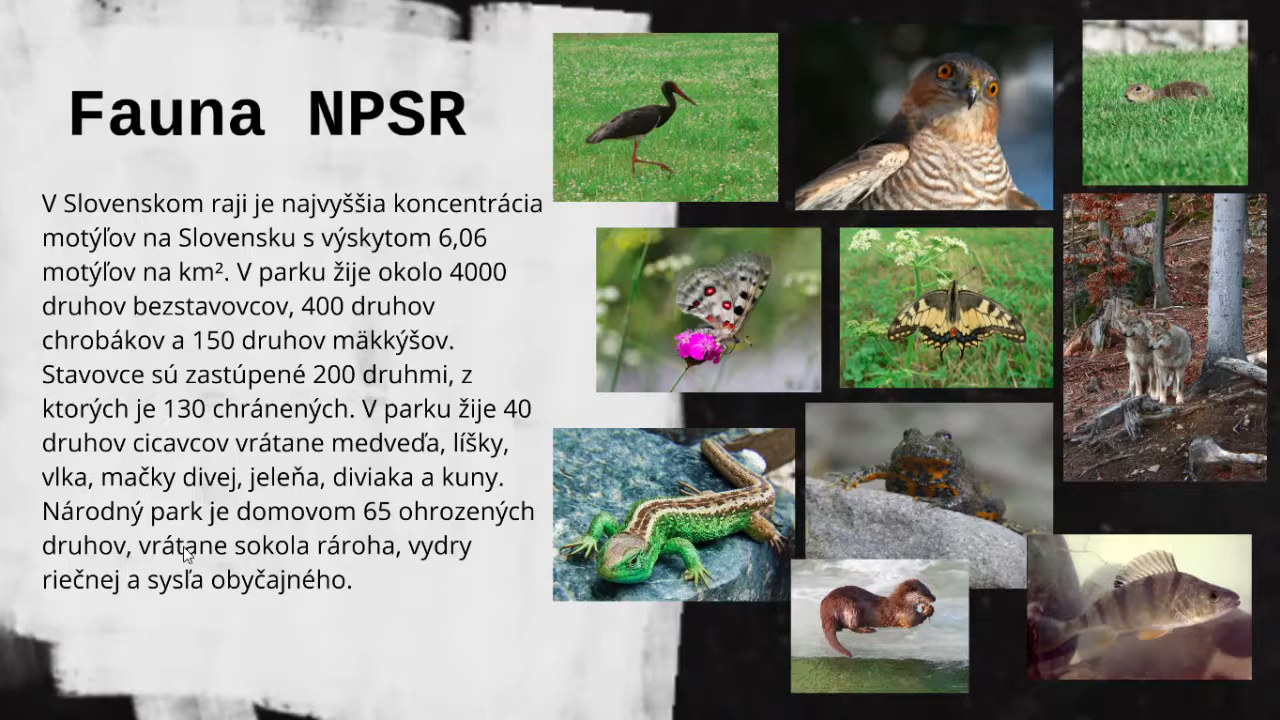 Fauna NPSR
V Slovenskom raji je najvyššia koncentrácia
motýľov na Slovensku s výskytom 6,06
motýľov na km². V parku žije okolo 4000
druhov bezstavovcov, 400 druhov
chrobákov a 150 druhov mäkkýšov.
Stavovce sú zastúpené 200 druhmi, z
ktorých je 130 chránených. V parku žije 40
druhov cicavcov vrátane medveďa, líšky,
vlka, mačky divej, jeleňa, diviaka a kuny.
Národný park je domovom 65 ohrozených
druhov, vrátane sokola rároha, vydry
riečnej a sysľa obyčajného.